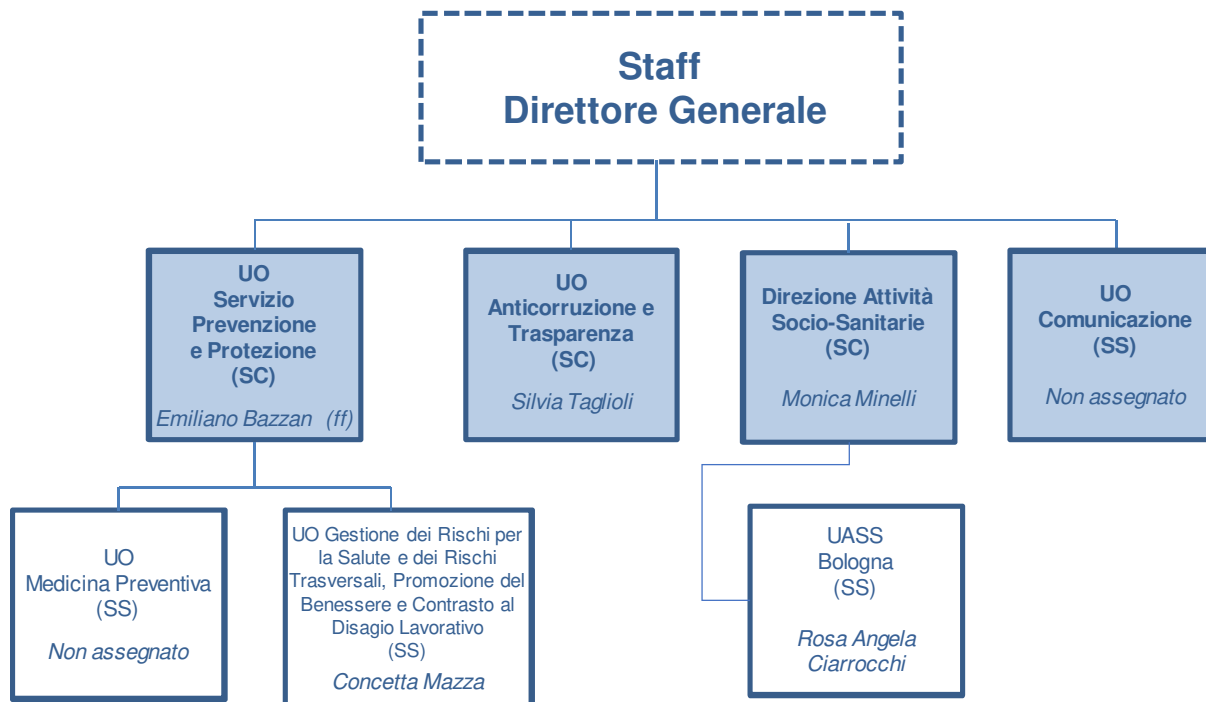 Staff
Direttore Generale
UO
Servizio
Prevenzione
e Protezione
(SC)
Emiliano Bazzan (ff)
UO
Anticorruzione e
Trasparenza
(SC)
Silvia Taglioli
Direzione Attività
Socio-Sanitarie
(SC)
Monica Minelli
UO
Comunicazione
(SS)
Non assegnato
UO
Medicina Preventiva
(SS)
Non assegnato
UO Gestione dei Rischi per
la Salute e dei Rischi
Trasversali, Promozione del
Benessere e Contrasto al
Disagio Lavorativo
(SS)
Concetta Mazza
UASS
Bologna
(SS)
Rosa Angela
Ciarrocchi